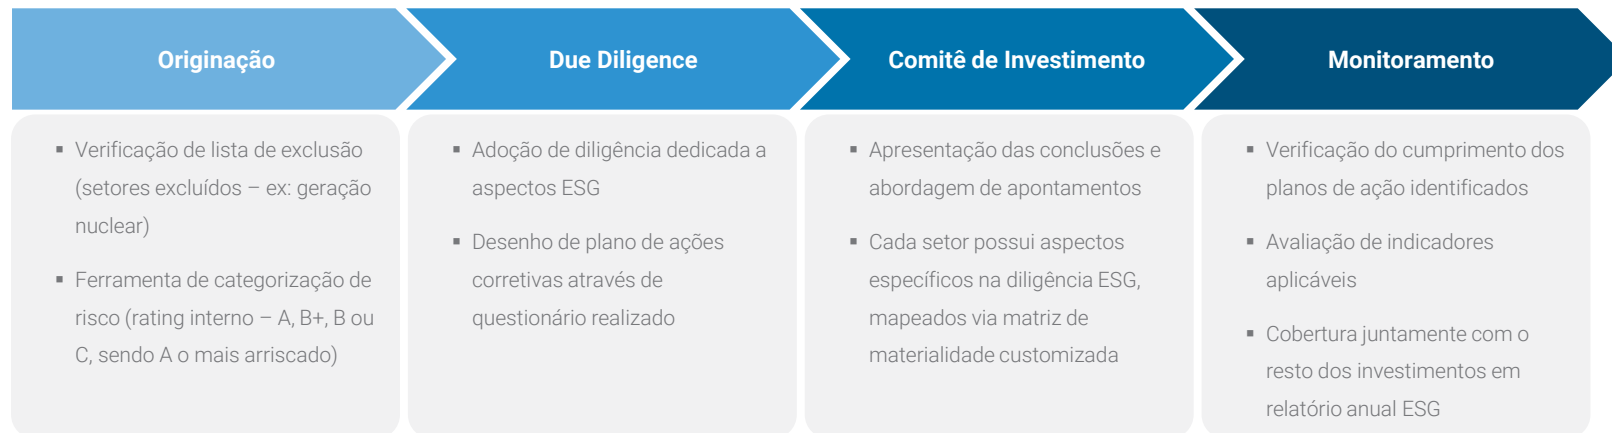 Originação
Due Diligence
Comitê de Investimento
Monitoramento
▪ Verificação de lista de exclusão
(setores excluídos – ex: geração
nuclear)
▪ Ferramenta de categorização de
risco (rating interno – A, B+, B ou
C, sendo A o mais arriscado)
▪ Adoção de diligência dedicada a
aspectos ESG
▪ Desenho de plano de ações
corretivas através de
questionário realizado
▪ Apresentação das conclusões e
abordagem de apontamentos
▪ Cada setor possui aspectos
específicos na diligência ESG,
mapeados via matriz de
materialidade customizada
▪ Verificação do cumprimento dos
planos de ação identificados
▪ Avaliação de indicadores
aplicáveis
▪ Cobertura juntamente com o
resto dos investimentos em
relatório anual ESG